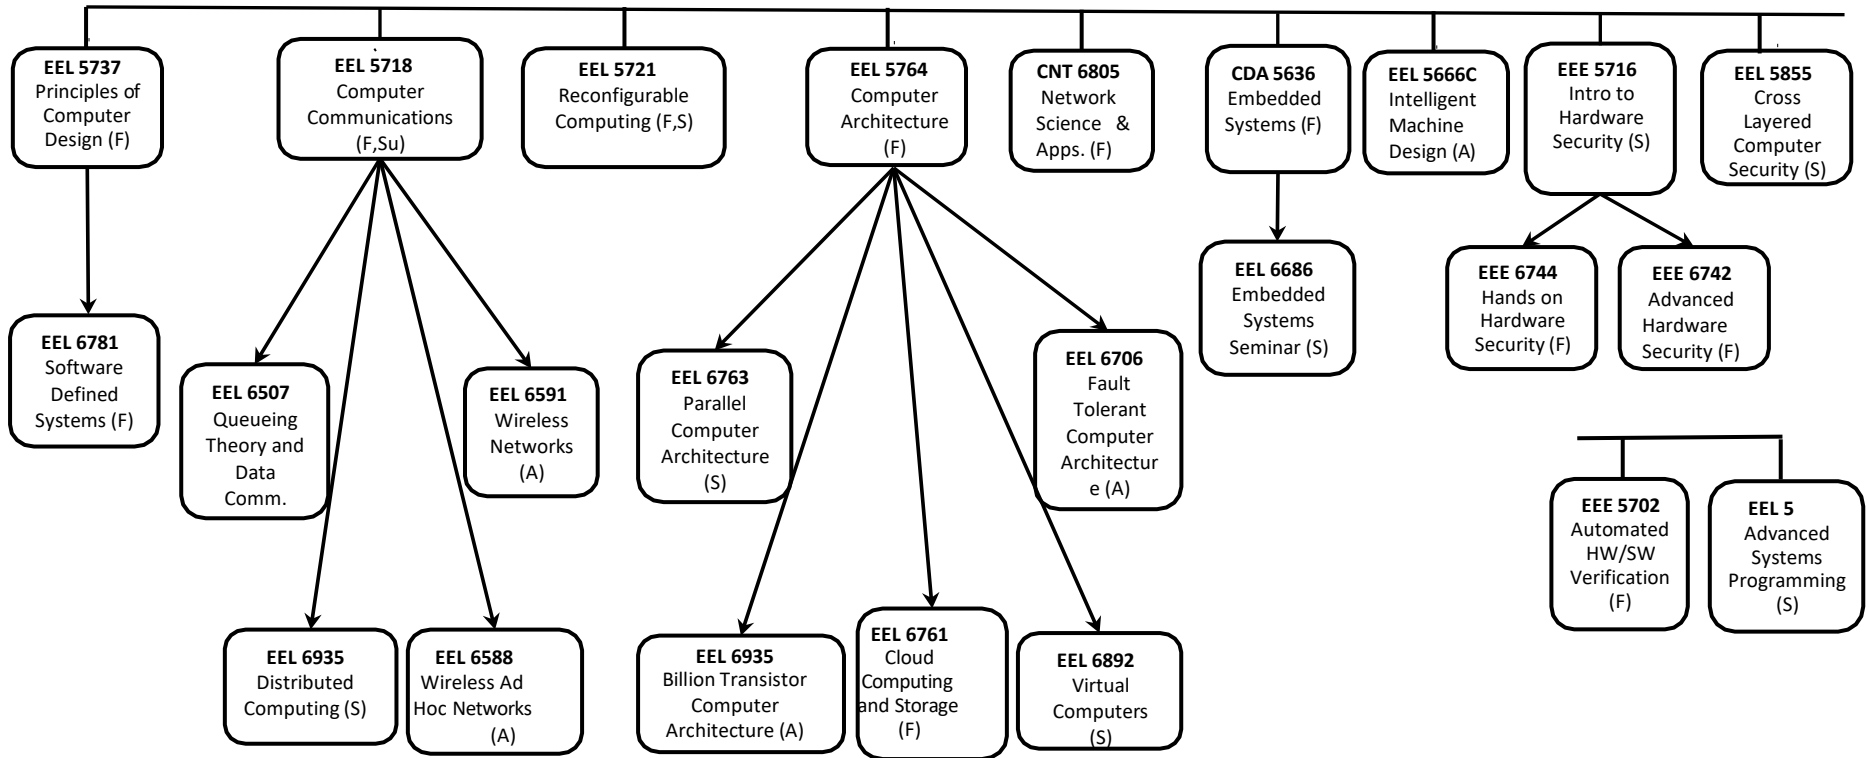 EEL 5737
Principles of
Computer
Design (F)
EEL 5718
Computer
Communications
(F,Su)
EEL 5721
Reconfigurable
Computing (F,S)
EEL 5764
Computer
Architecture
(F)
CNT 6805
Network
Science &
Apps. (F)
CDA 5636
Embedded
Systems (F)
EEL 5666C
Intelligent
Machine
Design (A)
EEE 5716
Intro to
Hardware
Security (S)
EEL 5855
Cross
Layered
Computer
Security (S)
EEL 6781
Software
Defined
Systems (F)
EEL 6507
Queueing
Theory and
Data
Comm.
EEL 6591
Wireless
Networks
(A)
EEL 6763
Parallel
Computer
Architecture
(S)
EEL 6706
Fault
Tolerant
Computer
Architectur
e (A)
EEL 6686
Embedded
Systems
Seminar (S)
EEE 6744
Hands on
Hardware
Security (F)
EEE 6742
Advanced
Hardware
Security (F)
EEE 5702
Automated
HW/SW
Verification
(F)
EEL 5
Advanced
Systems
Programming
(S)
EEL 6935
Distributed
Computing (S)
EEL 6588
Wireless Ad
Hoc Networks
(A)
EEL 6935
Billion Transistor
Computer
Architecture (A)
EEL 6761
Cloud
Computing
and Storage
(F)
EEL 6892
Virtual
Computers
(S)